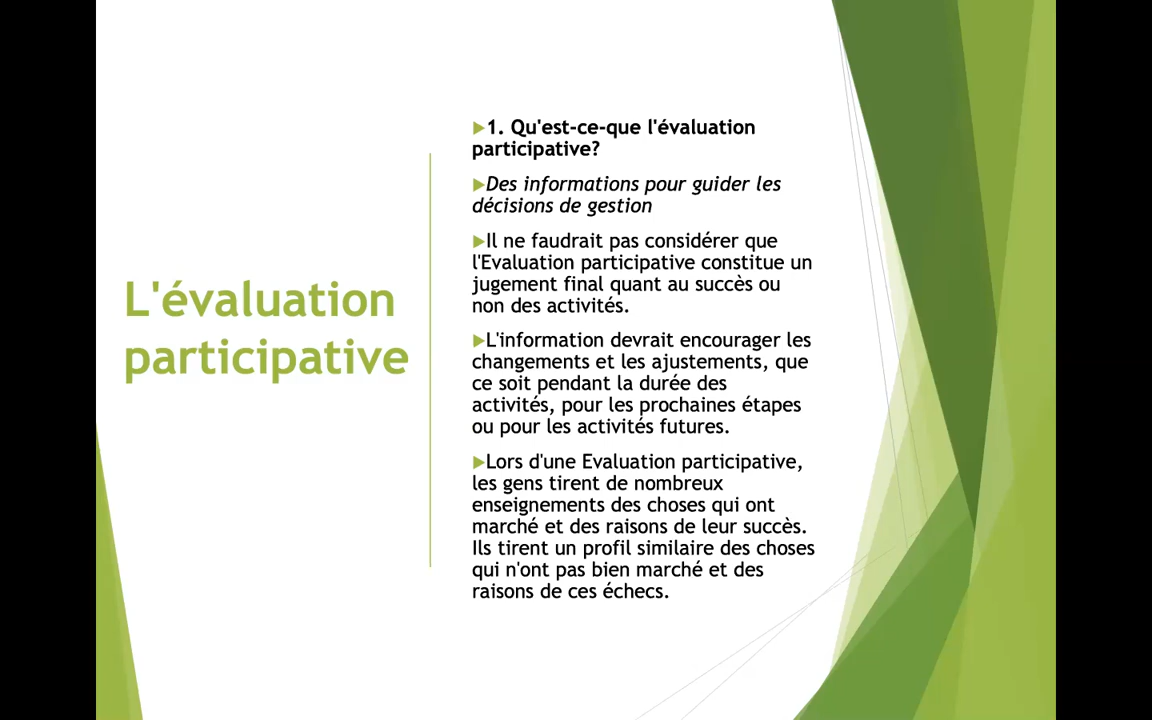 L'évaluation
participative
1. Qu'est-ce-que l'évaluation
participative?
Des informations pour guider les
décisions de gestion
Il ne faudrait pas considérer que
l'Evaluation participative constitue un
jugement final quant au succès ou
non des activités.
L'information devrait encourager les
changements et les ajustements, que
ce soit pendant la durée des
activités, pour les prochaines étapes
ou pour les activités futures.
Lors d'une Evaluation participative,
les gens tirent de nombreux
enseignements des choses qui ont
marché et des raisons de leur succès.
Ils tirent un profil similaire des choses
qui n'ont pas bien marché et des
raisons de ces échecs.